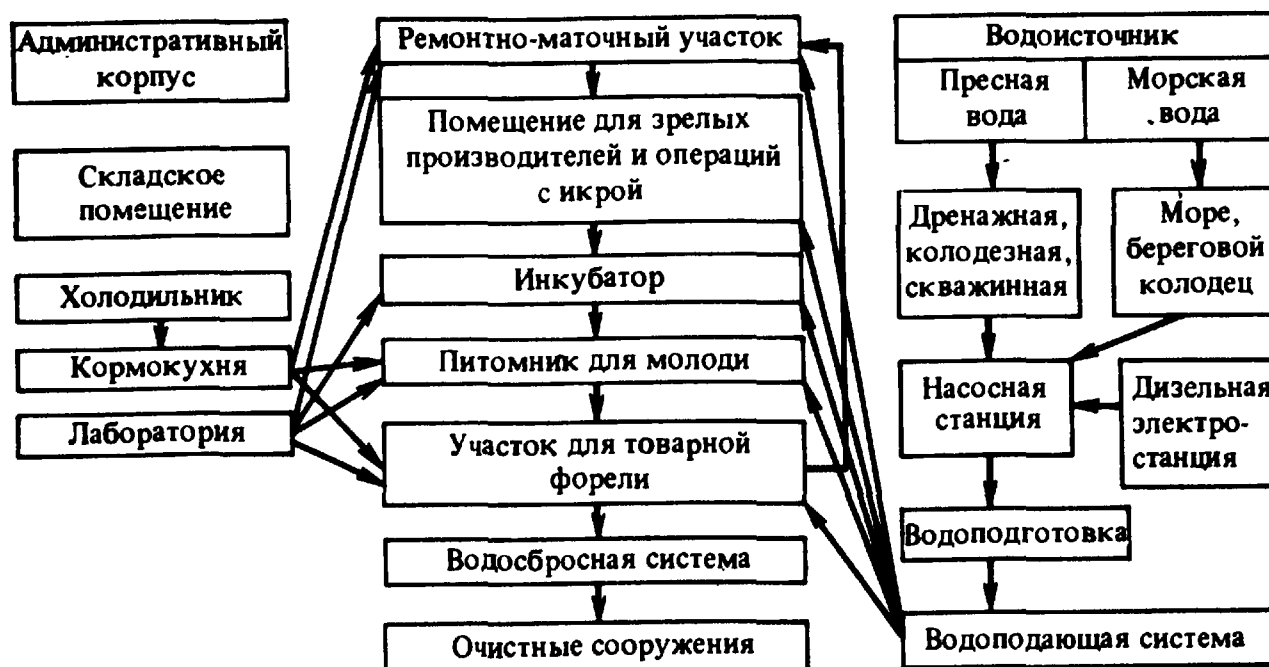 Административный
корпус
Складское
помещение
Холодильник
Кормокухня
Лаборатория
Ремонтно-маточный участок
Помещение для зрелых
производителей и операций
с икрой
Инкубатор
Питомник для молоди
Участок для товарной
форели
Водосбросная система
Очистные сооружения
Водоисточник
Пресная
вода
Морская
вода
Дренажная,
колодезная,
скважинная
Море,
береговой
колодец
Насосная
станция
Дизельная
электро-
станция
Водоподготовка
Водоподающая система